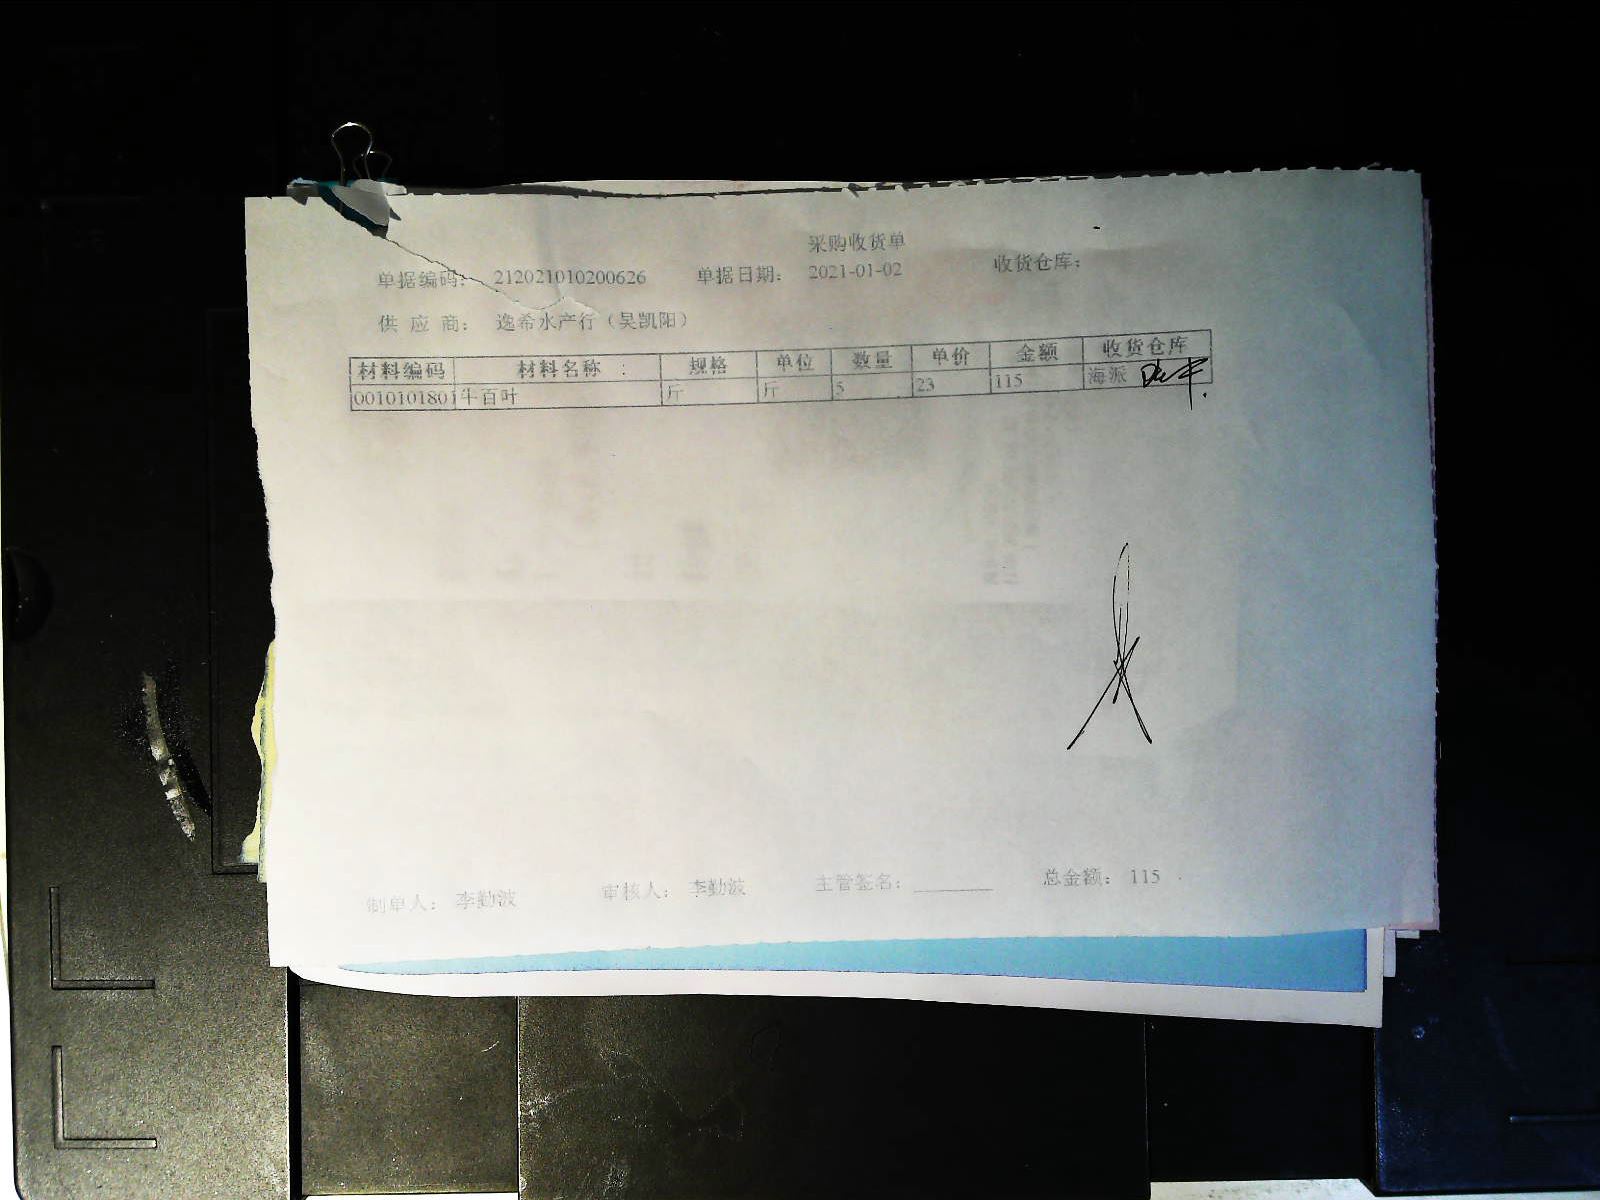 采购收货单
单据编码: 212021010200626 单据日期: 2021-01-02 收货仓库:
供 应 商: 逸希水产行（吴凯阳）
材料编码 材料名称 规格 单位 数量 单价 金额 收货仓库
0010101801 牛百叶 斤 斤 5 23 115 海派
制单人: 李勤波 审核人: 李勤波 主管签名: ________ 总金额: 115